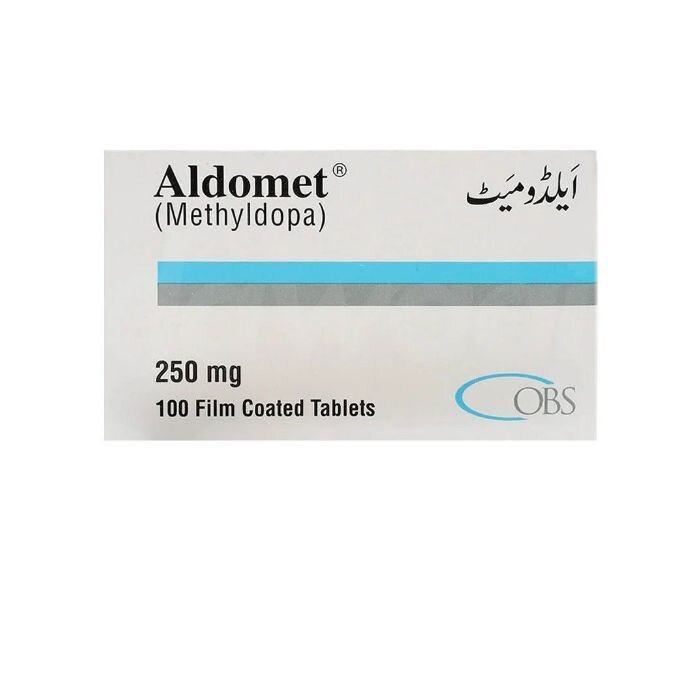 Aldomet®
(Methyldopa)
ایلڈومیٹ
OBS
250 mg
100 Film Coated Tablets